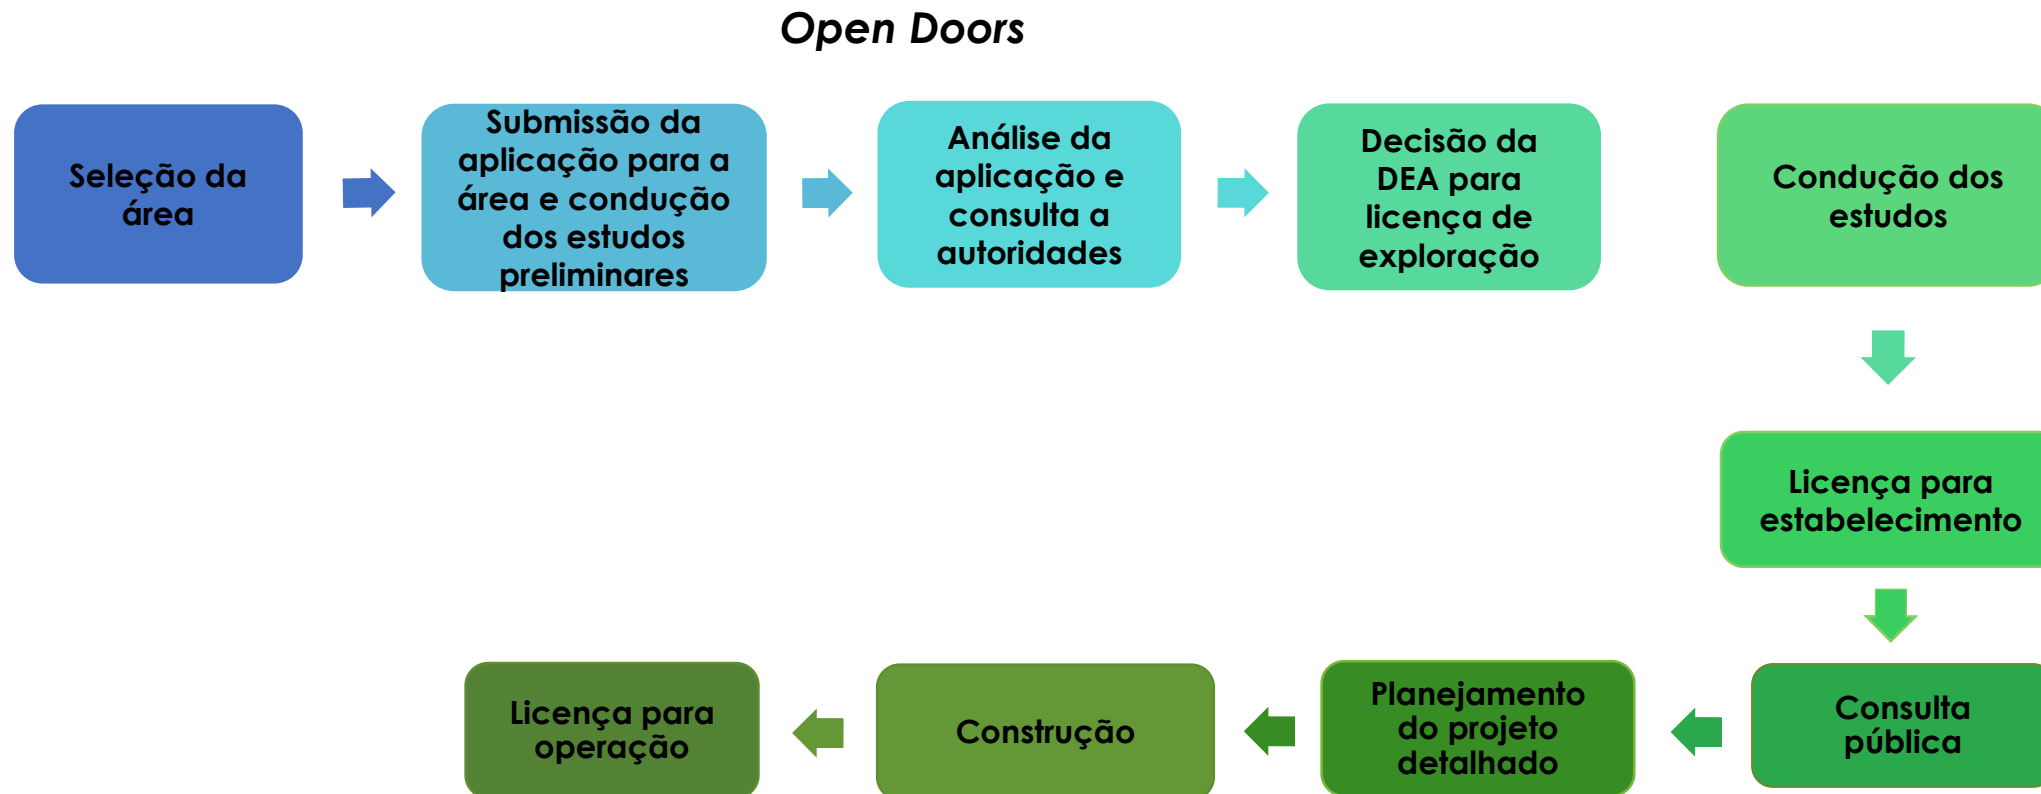 Open Doors
Seleção da
área
Submissão da
aplicação para a
área e condução
dos estudos
preliminares
Análise da
aplicação e
consulta a
autoridades
Decisão da
DEA para
licença de
exploração
Condução dos
estudos
Licença para
estabelecimento
Consulta
pública
Planejamento
do projeto
detalhado
Construção
Licença para
operação